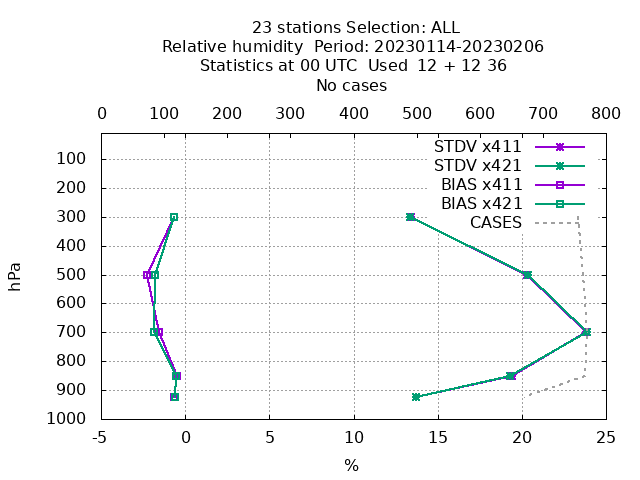 23 stations Selection: ALL
Relative humidity  Period: 20230114-20230206
Statistics at 00 UTC  Used  12 + 12 36
No cases
0 100 200 300 400 500 600 700 800
STDV x411
STDV x421
BIAS x411
BIAS x421
CASES
100
200
300
400
500
600
700
800
900
1000
hPa
-5 0 5 10 15 20 25
%